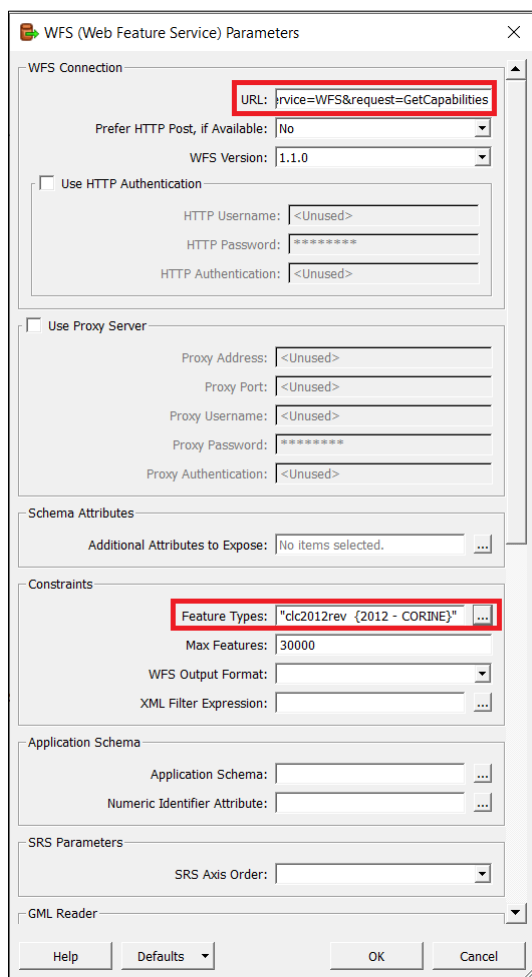 WFS (Web Feature Service) Parameters
WFS Connection
URL: rvice=WFS&request=GetCapabilities
Prefer HTTP Post, if Available: No
WFS Version: 1.1.0
Use HTTP Authentication
HTTP Username: <Unused>
HTTP Password: ********
HTTP Authentication: <Unused>
Use Proxy Server
Proxy Address: <Unused>
Proxy Port: <Unused>
Proxy Username: <Unused>
Proxy Password: ********
Proxy Authentication: <Unused>
Schema Attributes
Additional Attributes to Expose: No items selected. ...
Constraints
Feature Types: "clc2012rev {2012 - CORINE}" ...
Max Features: 30000
WFS Output Format:
XML Filter Expression: ...
Application Schema
Application Schema: ...
Numeric Identifier Attribute: ...
SRS Parameters
SRS Axis Order:
GML Reader
Help Defaults OK Cancel